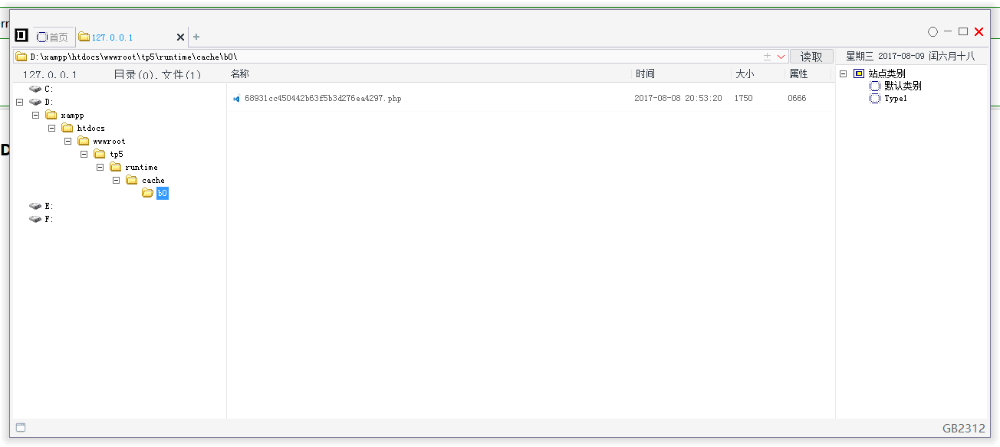 首页 127.0.0.1
D:\xampp\htdocs\wwwroot\tp5\runtime\cache\b0\ 读取 星期三 2017-08-09 闰六月十八
127.0.0.1 目录(0),文件(1) 名称 时间 大小 属性
C:
D:
xampp
htdocs
wwwroot
tp5
runtime
cache
b0
E:
F:
68931cc450442b63f5b3d276ea4297.php 2017-08-08 20:53:20 1750 0666
站点类别
默认类别
Type1
GB2312